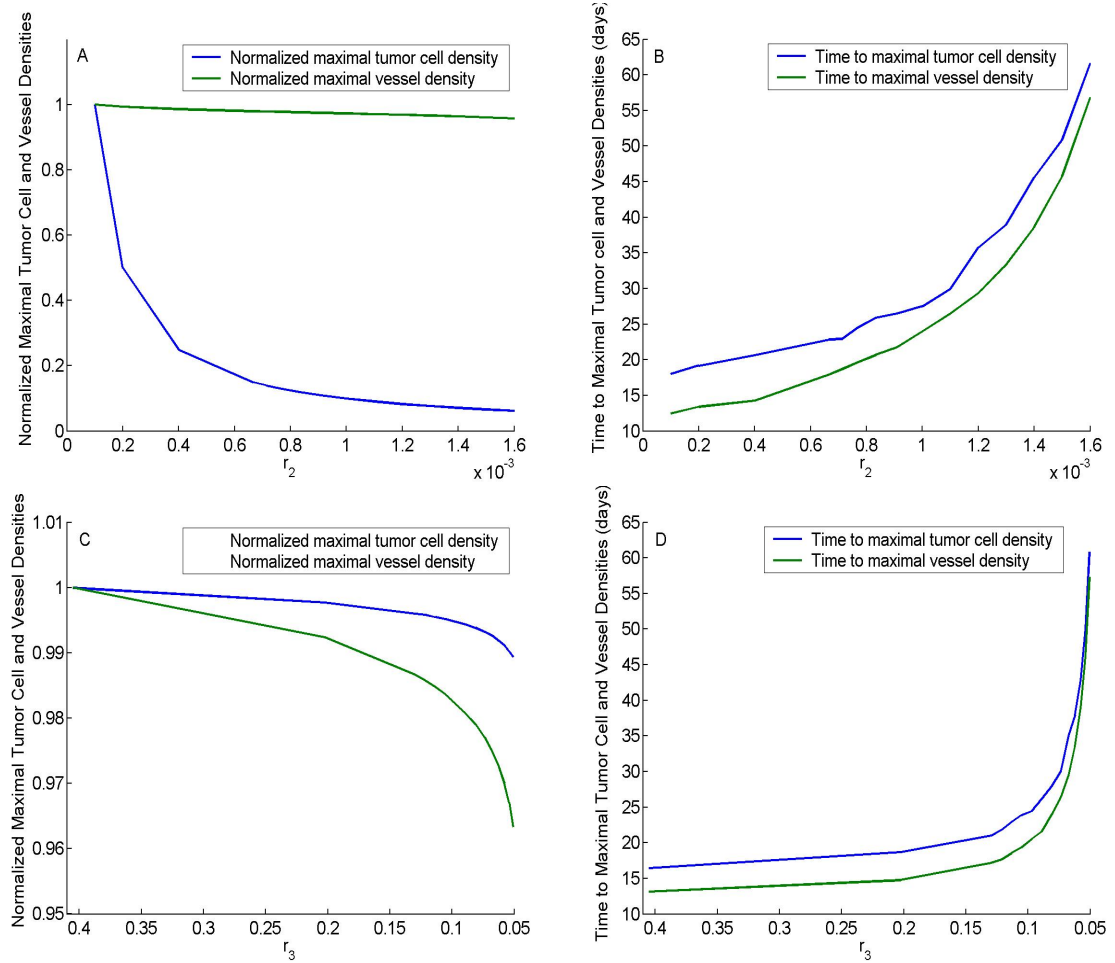 A
Normalized maximal tumor cell density
Normalized maximal vessel density
Normalized Maximal Tumor Cell and Vessel Densities
1
0.8
0.6
0.4
0.2
0
0 0.2 0.4 0.6 0.8 1 1.2 1.4 1.6
x 10^-3
r_2
B
Time to maximal tumor cell density
Time to maximal vessel density
Time to Maximal Tumor cell and Vessel Densities (days)
65
60
55
50
45
40
35
30
25
20
15
10
0 0.2 0.4 0.6 0.8 1 1.2 1.4 1.6
x 10^-3
r_2
C
Normalized maximal tumor cell density
Normalized maximal vessel density
Normalized Maximal Tumor Cell and Vessel Densities
1.01
1
0.99
0.98
0.97
0.96
0.95
0.4 0.35 0.3 0.25 0.2 0.15 0.1 0.05
r_3
D
Time to maximal tumor cell density
Time to maximal vessel density
Time to Maximal Tumor Cell and Vessel Densities (days)
65
60
55
50
45
40
35
30
25
20
15
10
0.4 0.35 0.3 0.25 0.2 0.15 0.1 0.05
r_3